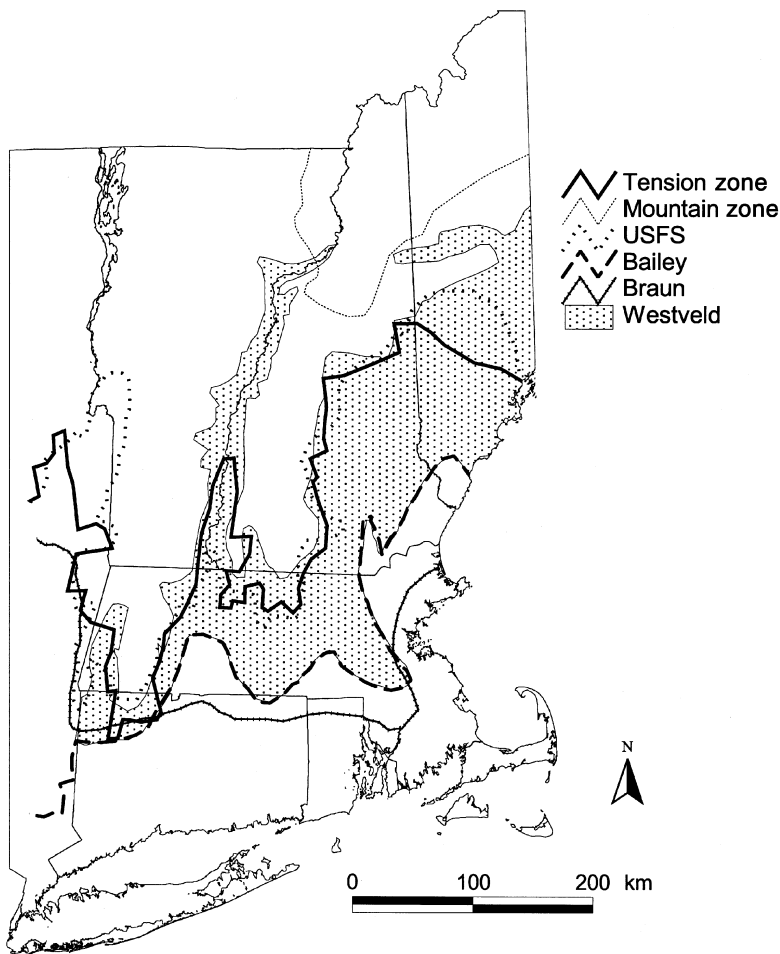 Tension zone
Mountain zone
USFS
Bailey
Braun
Westveld
N
0 100 200 km